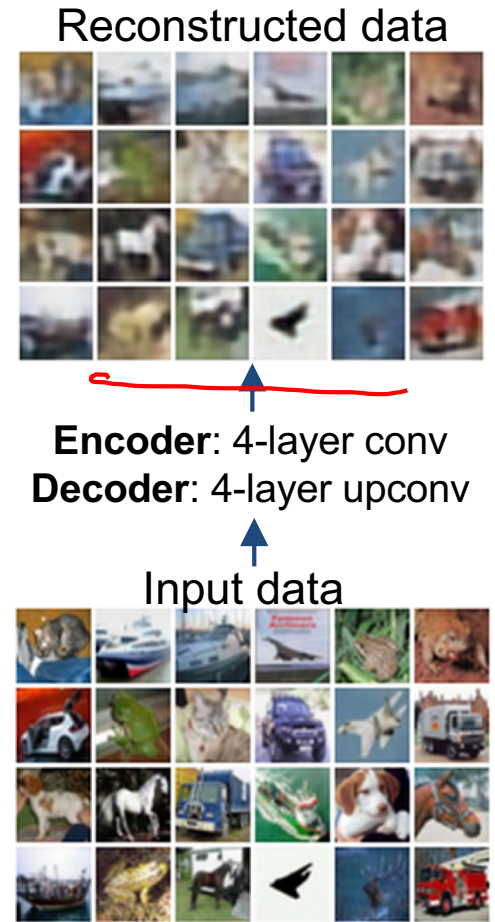 Reconstructed data
Encoder: 4-layer conv
Decoder: 4-layer upconv
Input data